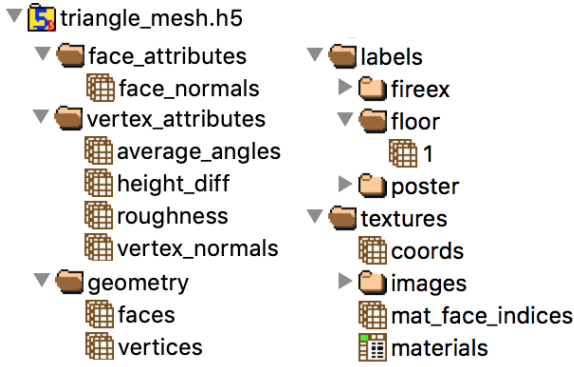 triangle_mesh.h5
face_attributes
face_normals
vertex_attributes
average_angles
height_diff
roughness
vertex_normals
geometry
faces
vertices
labels
fireex
floor
1
poster
textures
coords
images
mat_face_indices
materials